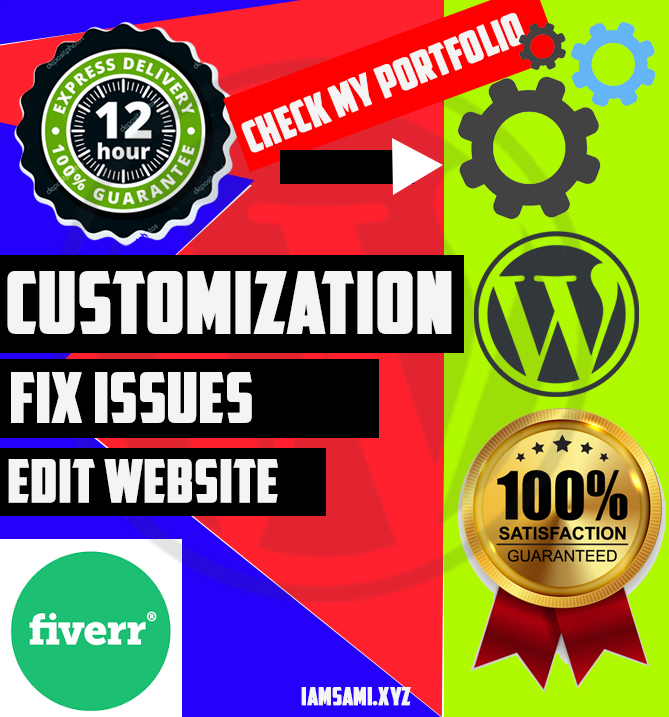 EXPRESS DELIVERY
12
hour
100% GUARANTEE
CHECK MY PORTFOLIO
CUSTOMIZATION
FIX ISSUES
EDIT WEBSITE
100%
SATISFACTION
GUARANTEED
fiverr®
IAMSAMI.XYZ